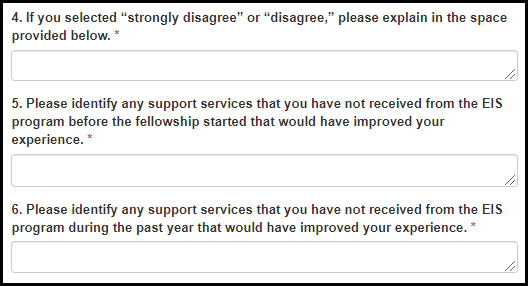 4. If you selected “strongly disagree” or “disagree,” please explain in the space
provided below. *
5. Please identify any support services that you have not received from the EIS
program before the fellowship started that would have improved your
experience. *
6. Please identify any support services that you have not received from the EIS
program during the past year that would have improved your experience. *